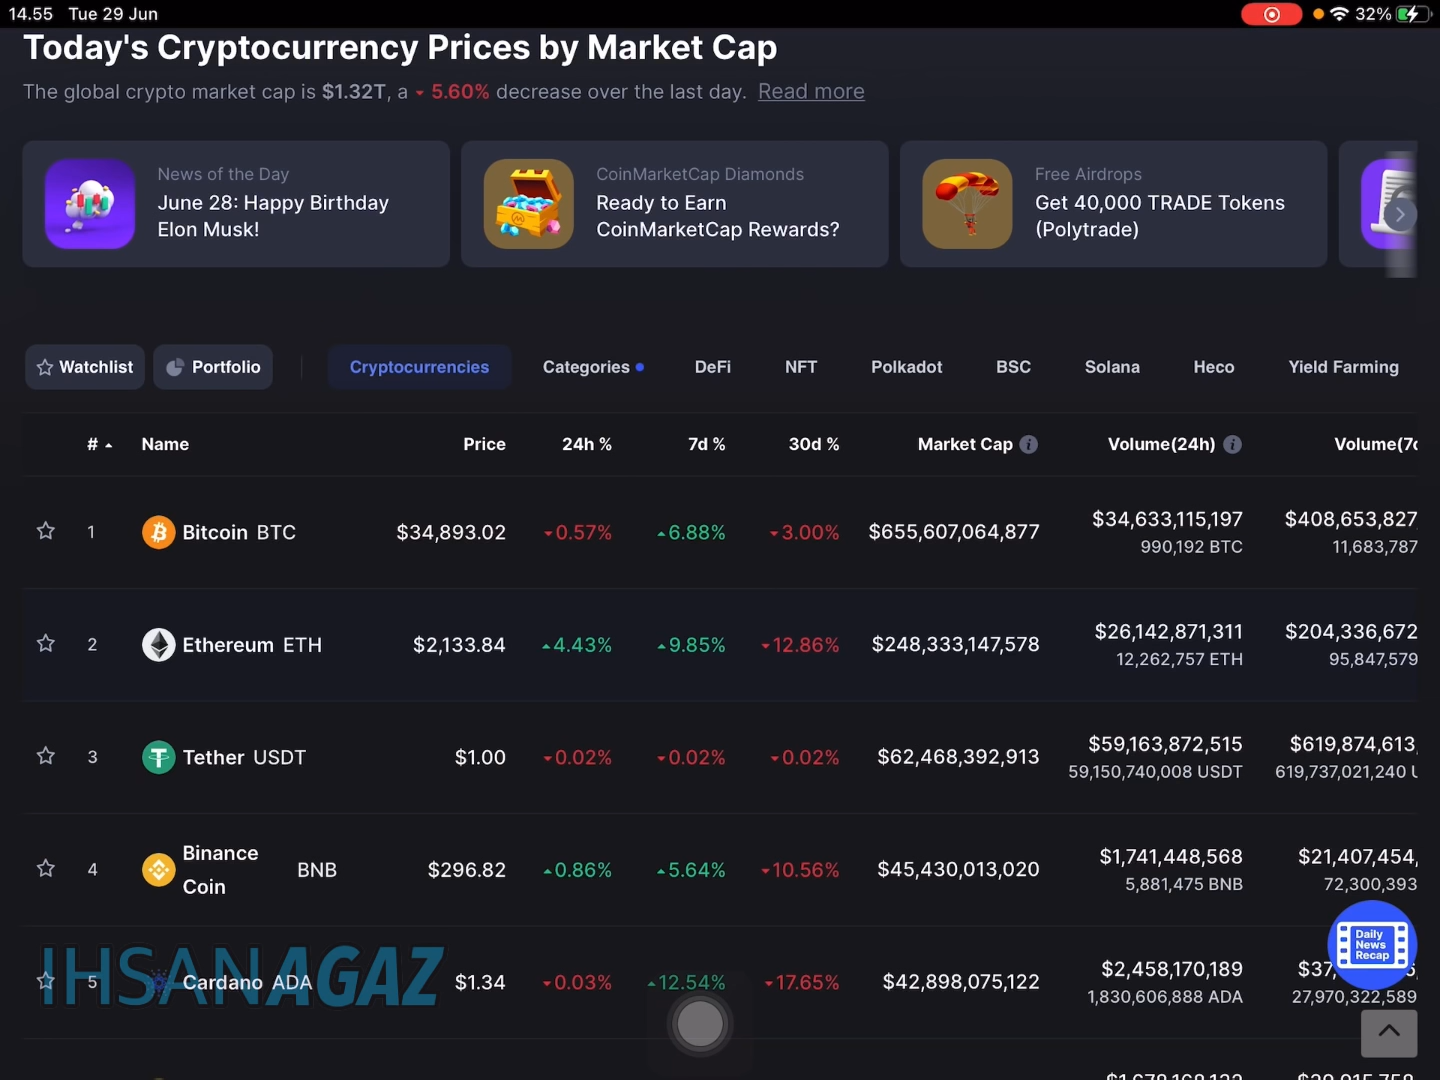 14.55 Tue 29 Jun 32%
Today's Cryptocurrency Prices by Market Cap
The global crypto market cap is $1.32T, a 5.60% decrease over the last day. Read more
News of the Day
June 28: Happy Birthday
Elon Musk!
CoinMarketCap Diamonds
Ready to Earn
CoinMarketCap Rewards?
Free Airdrops
Get 40,000 TRADE Tokens
(Polytrade)
Watchlist Portfolio Cryptocurrencies Categories DeFi NFT Polkadot BSC Solana Heco Yield Farming
# Name Price 24h % 7d % 30d % Market Cap Volume(24h) Volume(7d
1 Bitcoin BTC $34,893.02 0.57% 6.88% 3.00% $655,607,064,877 $34,633,115,197 $408,653,827
990,192 BTC 11,683,787
2 Ethereum ETH $2,133.84 4.43% 9.85% 12.86% $248,333,147,578 $26,142,871,311 $204,336,672
12,262,757 ETH 95,847,579
3 Tether USDT $1.00 0.02% 0.02% 0.02% $62,468,392,913 $59,163,872,515 $619,874,613,
59,150,740,008 USDT 619,737,021,240 U
4 Binance Coin BNB $296.82 0.86% 5.64% 10.56% $45,430,013,020 $1,741,448,568 $21,407,454,
5,881,475 BNB 72,300,393
Daily
News
Recap
IHSANAGAZ
5 Cardano ADA $1.34 0.03% 12.54% 17.65% $42,898,075,122 $2,458,170,189 $37,
1,830,606,888 ADA 27,970,322,589